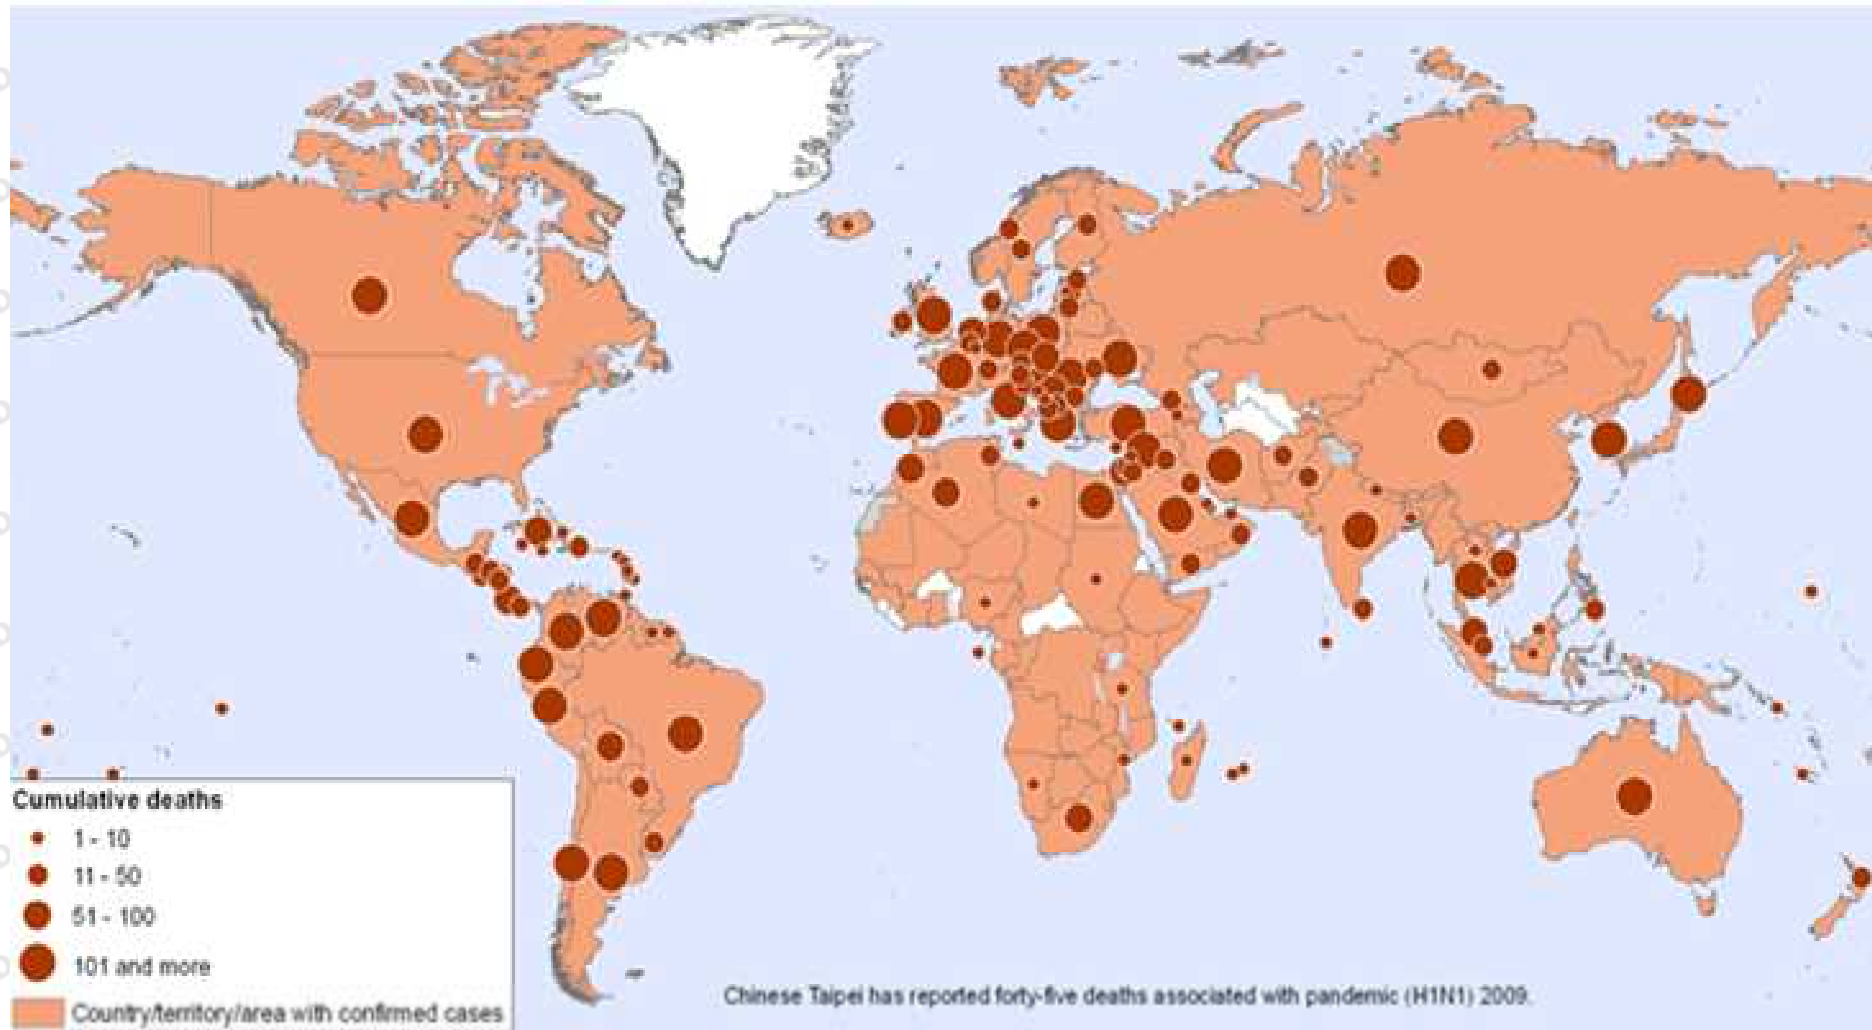 Cumulative deaths
1 - 10
11 - 50
51 - 100
101 and more
Country/territory/area with confirmed cases
Chinese Taipei has reported forty-five deaths associated with pandemic (H1N1) 2009.